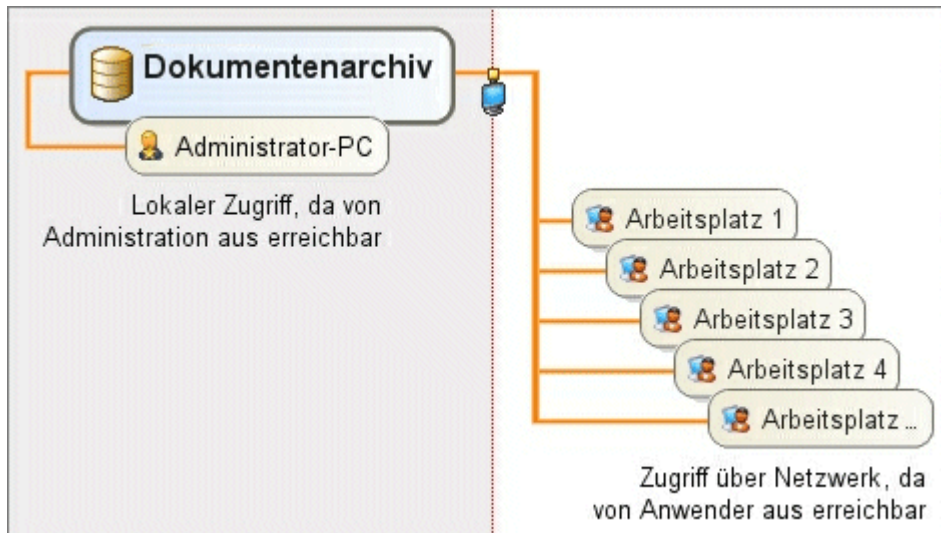 Dokumentenarchiv
Administrator-PC
Lokaler Zugriff, da von
Administration aus erreichbar
Arbeitsplatz 1
Arbeitsplatz 2
Arbeitsplatz 3
Arbeitsplatz 4
Arbeitsplatz ...
Zugriff über Netzwerk, da
von Anwender aus erreichbar